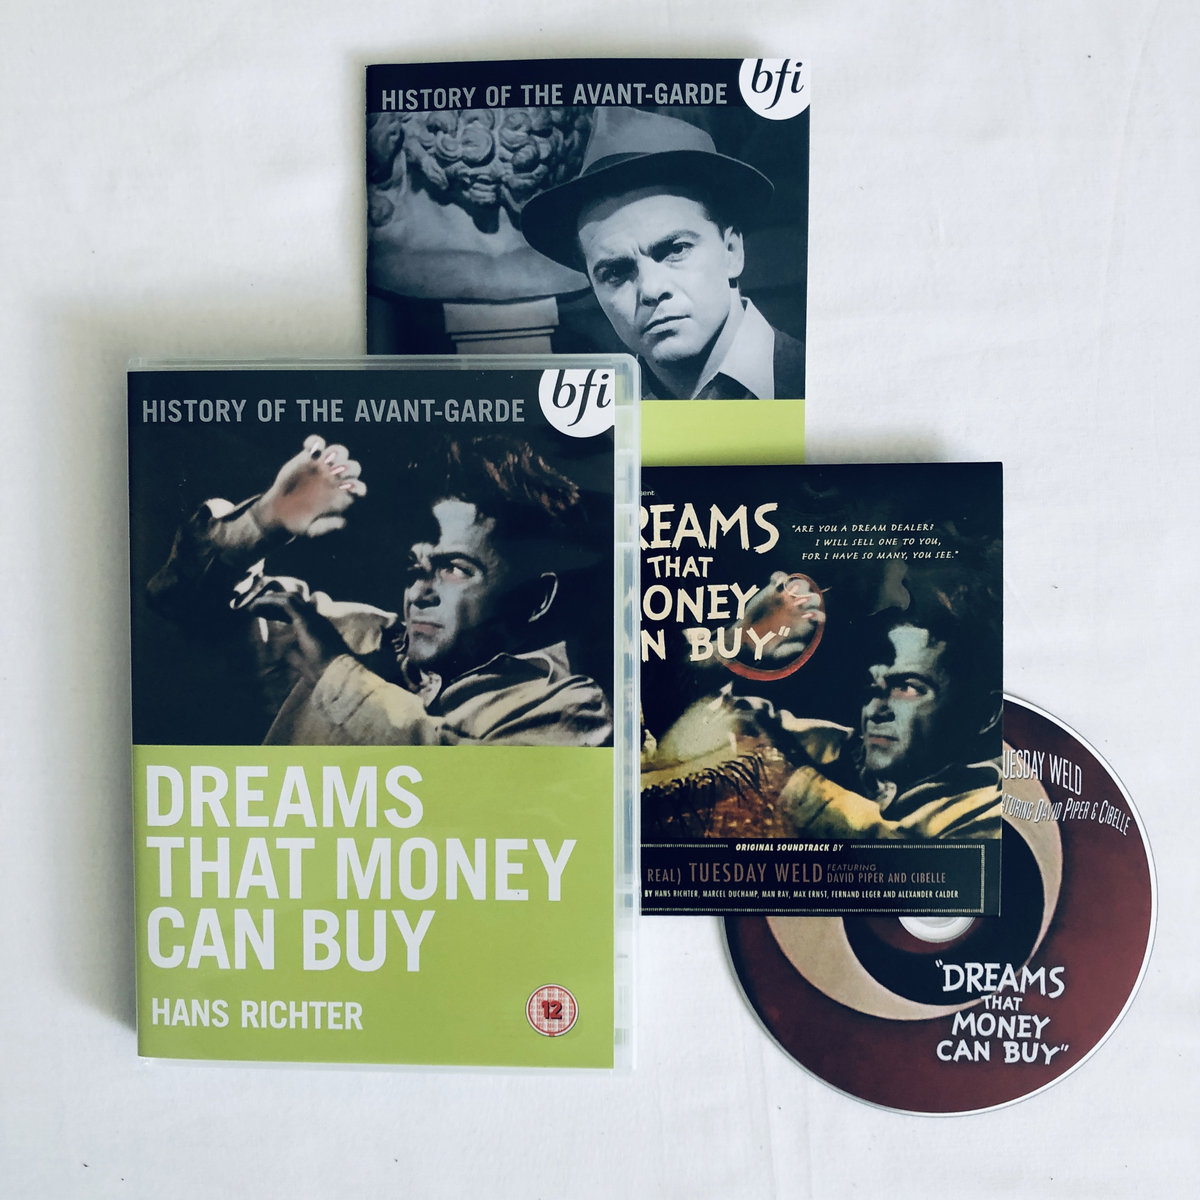 HISTORY OF THE AVANT-GARDE
bfi
HISTORY OF THE AVANT-GARDE
bfi
DREAMS
THAT MONEY
CAN BUY
HANS RICHTER
12
REAMS
THAT
ONEY
N BUY"
"ARE YOU A DREAM DEALER?
I WILL SELL ONE TO YOU,
FOR I HAVE SO MANY, YOU SEE."
ORIGINAL SOUNDTRACK BY
REAL) TUESDAY WELD FEATURING
DAVID PIPER AND CIBELLE
BY HANS RICHTER, MARCEL DUCHAMP, MAN RAY, MAX ERNST, FERNAND LEGER AND ALEXANDER CALDER
UESDAY WELD
TURING DAVID PIPER & CIBELLE
"DREAMS
THAT
MONEY
CAN BUY"